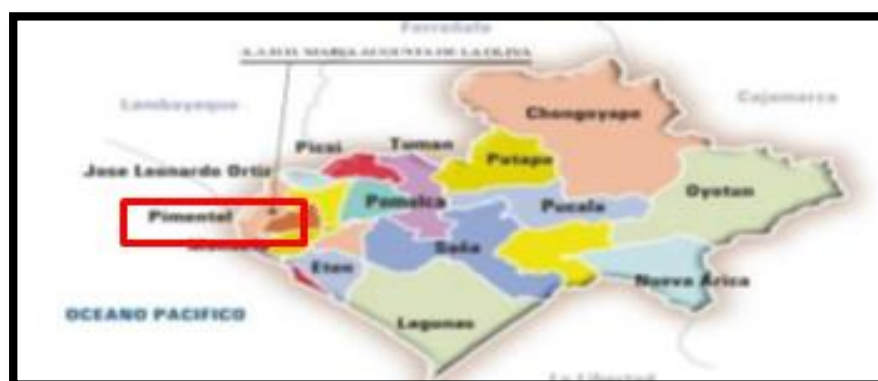 Ferreñafe
Lambayeque
Cajamarca
Chongoyape
Picsi
Tuman
Patapo
Jose Leonardo Ortiz
Oyotun
Pomalca
Pucala
Pimentel
Saña
Eten
Nueva Arica
OCEANO PACIFICO
Lagunas
La Libertad